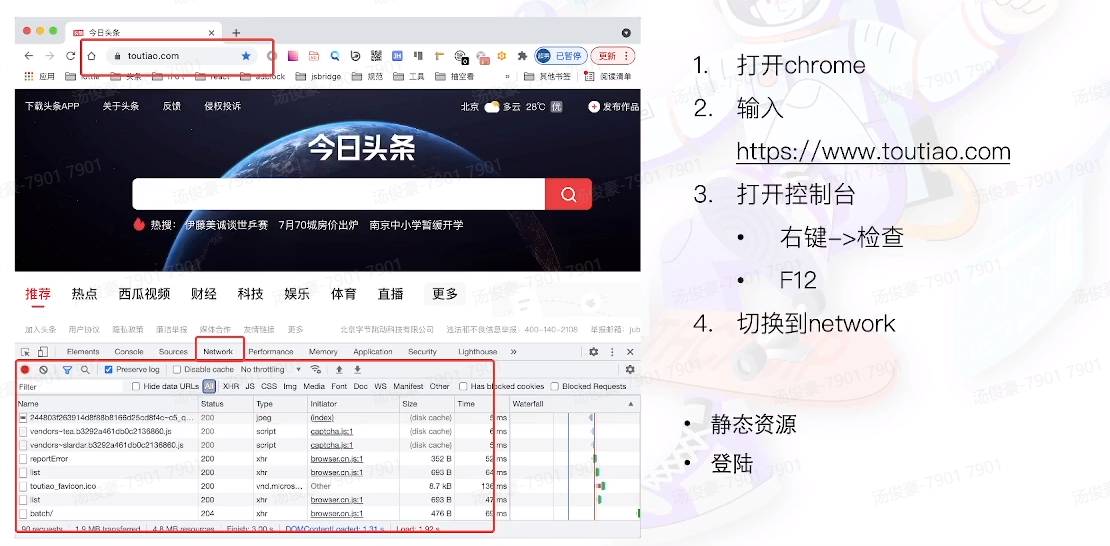 今日头条
toutiao.com
已暂停
更新
应用
头条
react
adblock
jsbridge
规范
工具
抽空看
»
其他书签
阅读清单
下载头条APP
关于头条
反馈
侵权投诉
北京
多云
28℃
优
发布作品
今日头条
热搜： 伊藤美诚谈世乒赛 7月70城房价出炉 南京中小学暂缓开学
推荐 热点 西瓜视频 财经 科技 娱乐 体育 直播 更多
加入头条 用户协议 隐私政策 廉洁举报 媒体合作 友情链接 更多 北京字节跳动科技有限公司 违法和不良信息举报：400-140-2108 举报邮箱：jub
Elements Console Sources Network Performance Memory Application Security Lighthouse »
Preserve log Disable cache No throttling
Filter Hide data URLs All XHR JS CSS Img Media Font Doc WS Manifest Other Has blocked cookies Blocked Requests
Name Status Type Initiator Size Time Waterfall
244803f263914d8f88b8166d25cd8f4c~c5_q... 200 jpeg (index) (disk cache) 5 ms
vendors~tea.b3292a461db0c2136860.js 200 script captcha.js:1 (disk cache) 6 ms
vendors~slardar.b3292a461db0c2136860.js 200 script captcha.js:1 (disk cache) 5 ms
reportError 200 xhr browser.cn.js:1 352 B 52 ms
list 200 xhr browser.cn.js:1 693 B 64 ms
toutiao_favicon.ico 200 vnd.micros... Other 8.7 kB 136 ms
list 200 xhr browser.cn.js:1 693 B 47 ms
batch/ 204 xhr browser.cn.js:1 476 B 69 ms
90 requests 1.9 MB transferred 4.8 MB resources Finish: 3.00 s DOMContentLoaded: 1.31 s Load: 1.92 s
1. 打开chrome
2. 输入
https://www.toutiao.com
3. 打开控制台
• 右键->检查
• F12
4. 切换到network
• 静态资源
• 登陆
汤俊豪-7901 7901